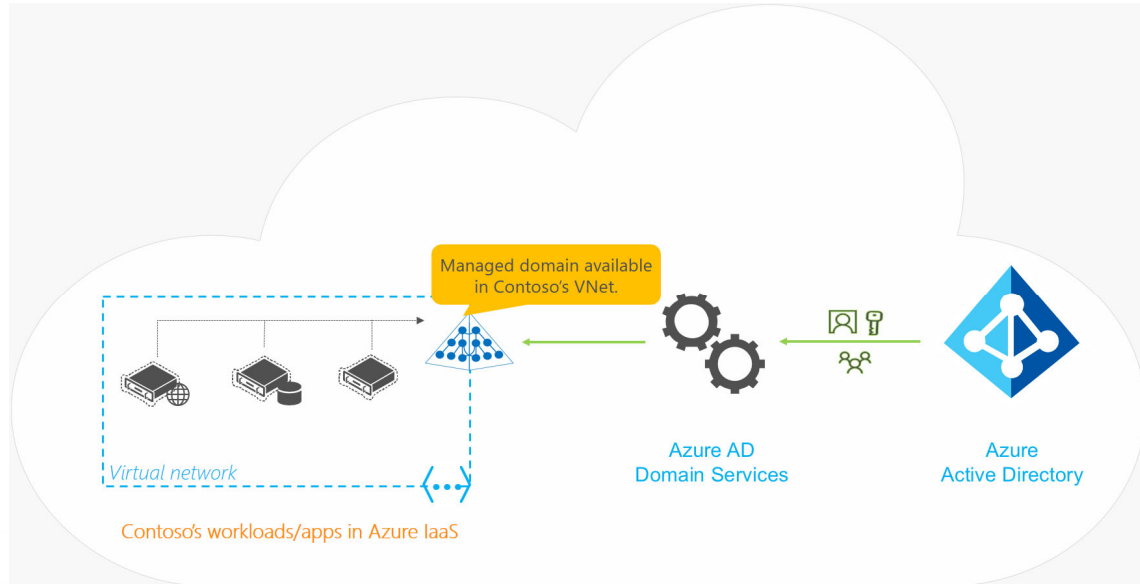 Managed domain available
in Contoso's VNet.
Virtual network
Azure AD
Domain Services
Azure
Active Directory
Contoso's workloads/apps in Azure IaaS